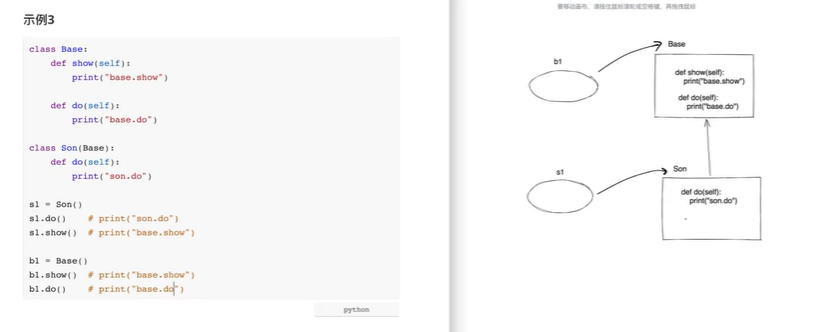 示例3
class Base:
    def show(self):
        print("base.show")
    def do(self):
        print("base.do")
class Son(Base):
    def do(self):
        print("son.do")
s1 = Son()
s1.do()    # print("son.do")
s1.show()  # print("base.show")
b1 = Base()
b1.show()  # print("base.show")
b1.do()    # print("base.do")
python
要移动画布，请按住鼠标滚轮或空格键，再拖拽鼠标
b1
Base
def show(self):
    print("base.show")
def do(self):
    print("base.do")
s1
Son
def do(self):
    print("son.do")